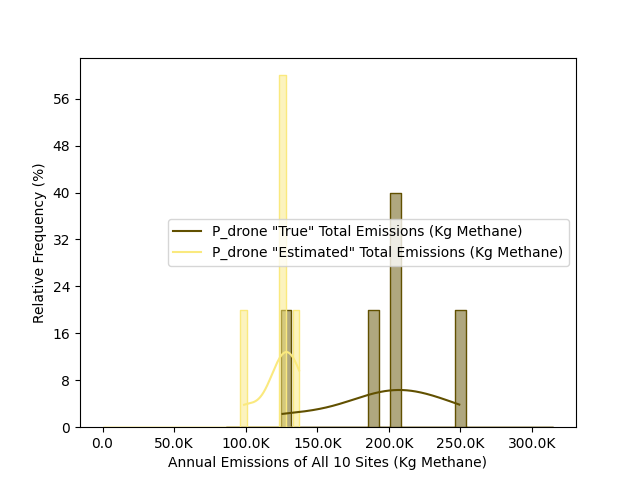 56
48
40
32
24
16
8
0
Relative Frequency (%)
P_drone "True" Total Emissions (Kg Methane)
P_drone "Estimated" Total Emissions (Kg Methane)
0.0 50.0K 100.0K 150.0K 200.0K 250.0K 300.0K
Annual Emissions of All 10 Sites (Kg Methane)